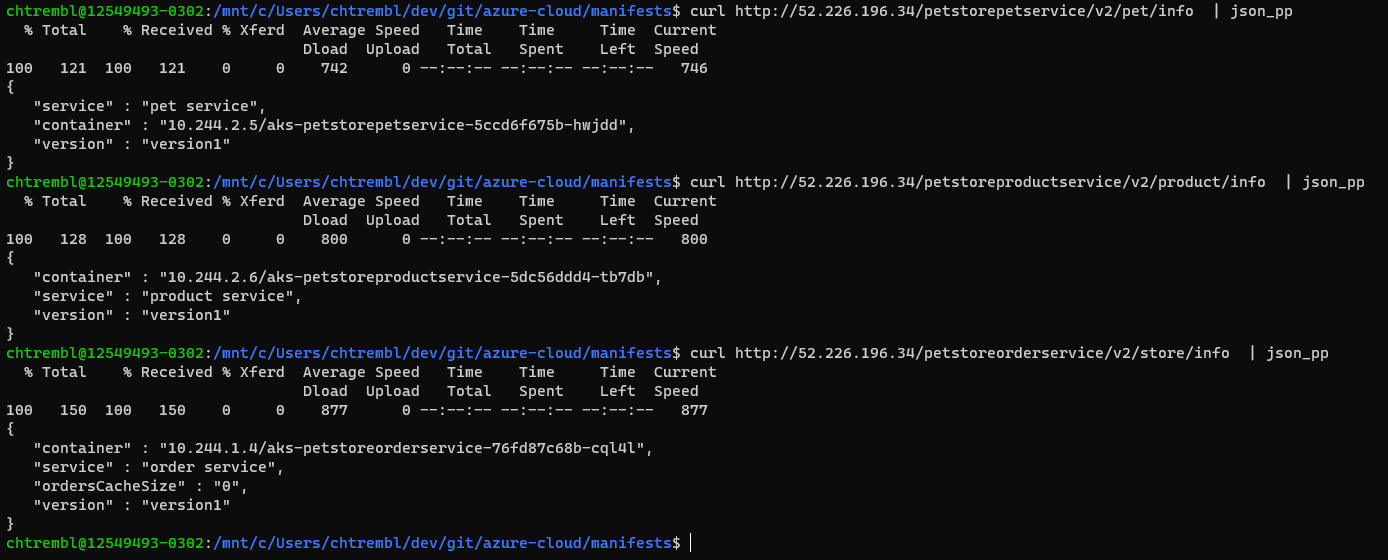 chtrembl@12549493-0302:/mnt/c/Users/chtrembl/dev/git/azure-cloud/manifests$ curl http://52.226.196.34/petstorepetservice/v2/pet/info  | json_pp
  % Total    % Received % Xferd  Average Speed   Time    Time     Time  Current
                                 Dload  Upload   Total   Spent    Left  Speed
100   121  100   121    0     0    742      0 --:--:-- --:--:-- --:--:--   746
{
   "service" : "pet service",
   "container" : "10.244.2.5/aks-petstorepetservice-5ccd6f675b-hwjdd",
   "version" : "version1"
}
chtrembl@12549493-0302:/mnt/c/Users/chtrembl/dev/git/azure-cloud/manifests$ curl http://52.226.196.34/petstoreproductservice/v2/product/info  | json_pp
  % Total    % Received % Xferd  Average Speed   Time    Time     Time  Current
                                 Dload  Upload   Total   Spent    Left  Speed
100   128  100   128    0     0    800      0 --:--:-- --:--:-- --:--:--   800
{
   "container" : "10.244.2.6/aks-petstoreproductservice-5dc56ddd4-tb7db",
   "service" : "product service",
   "version" : "version1"
}
chtrembl@12549493-0302:/mnt/c/Users/chtrembl/dev/git/azure-cloud/manifests$ curl http://52.226.196.34/petstoreorderservice/v2/store/info  | json_pp
  % Total    % Received % Xferd  Average Speed   Time    Time     Time  Current
                                 Dload  Upload   Total   Spent    Left  Speed
100   150  100   150    0     0    877      0 --:--:-- --:--:-- --:--:--   877
{
   "container" : "10.244.1.4/aks-petstoreorderservice-76fd87c68b-cql4l",
   "service" : "order service",
   "ordersCacheSize" : "0",
   "version" : "version1"
}
chtrembl@12549493-0302:/mnt/c/Users/chtrembl/dev/git/azure-cloud/manifests$